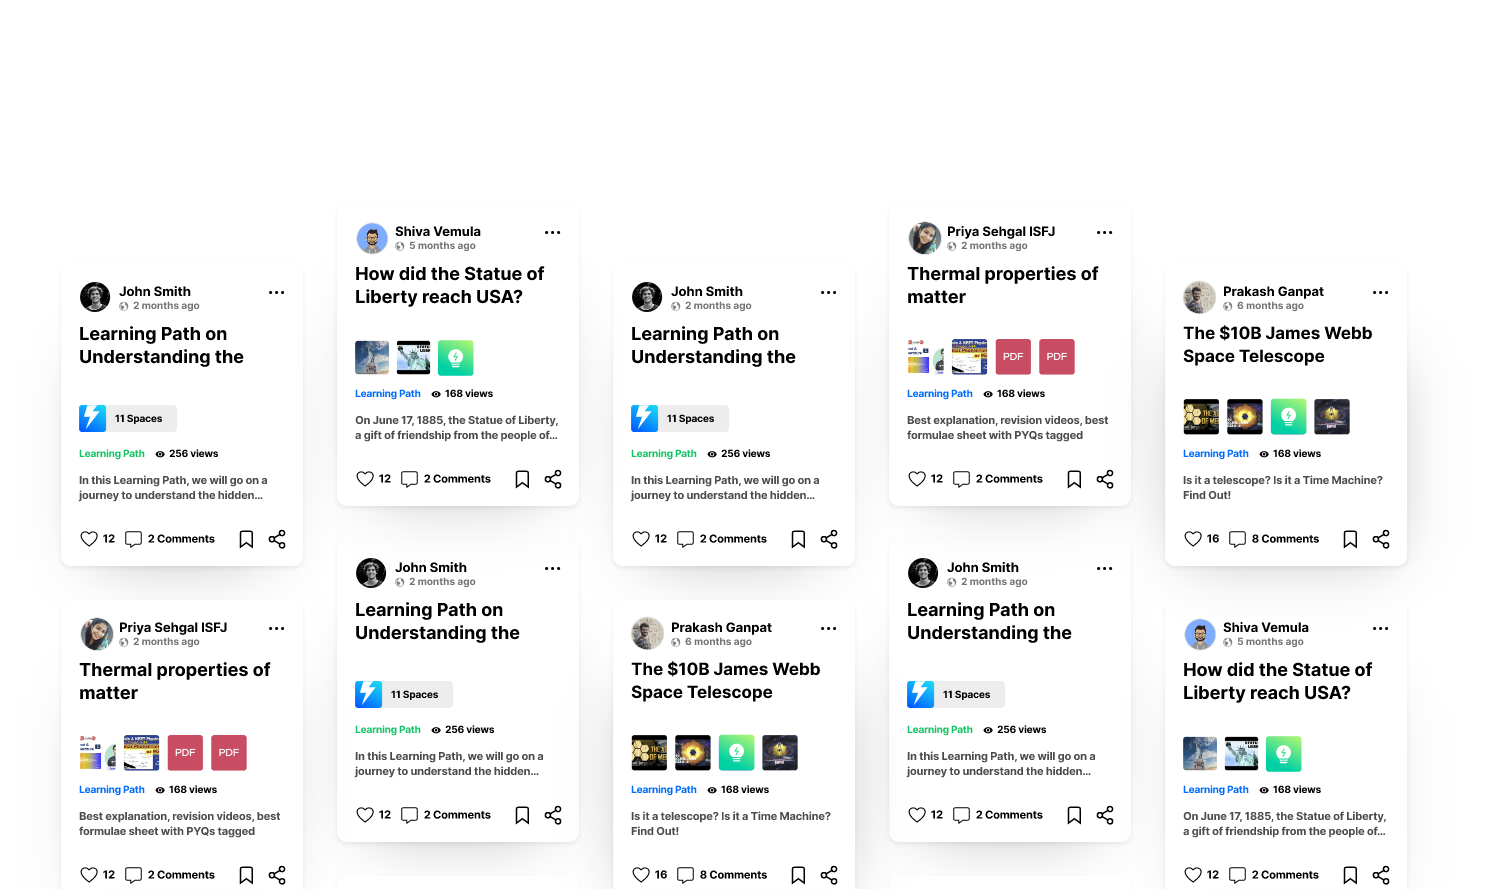 John Smith
2 months ago
Learning Path on
Understanding the
11 Spaces
Learning Path 256 views
In this Learning Path, we will go on a
journey to understand the hidden...
12 2 Comments
Priya Sehgal ISFJ
2 months ago
Thermal properties of
matter
PDF PDF
Learning Path 168 views
Best explanation, revision videos, best
formulae sheet with PYQs tagged
12 2 Comments
Shiva Vemula
5 months ago
How did the Statue of
Liberty reach USA?
Learning Path 168 views
On June 17, 1885, the Statue of Liberty,
a gift of friendship from the people of...
12 2 Comments
John Smith
2 months ago
Learning Path on
Understanding the
11 Spaces
Learning Path 256 views
In this Learning Path, we will go on a
journey to understand the hidden...
12 2 Comments
John Smith
2 months ago
Learning Path on
Understanding the
11 Spaces
Learning Path 256 views
In this Learning Path, we will go on a
journey to understand the hidden...
12 2 Comments
Prakash Ganpat
6 months ago
The $10B James Webb
Space Telescope
Learning Path 168 views
Is it a telescope? Is it a Time Machine?
Find Out!
16 8 Comments
Priya Sehgal ISFJ
2 months ago
Thermal properties of
matter
PDF PDF
Learning Path 168 views
Best explanation, revision videos, best
formulae sheet with PYQs tagged
12 2 Comments
John Smith
2 months ago
Learning Path on
Understanding the
11 Spaces
Learning Path 256 views
In this Learning Path, we will go on a
journey to understand the hidden...
12 2 Comments
Prakash Ganpat
6 months ago
The $10B James Webb
Space Telescope
Learning Path 168 views
Is it a telescope? Is it a Time Machine?
Find Out!
16 8 Comments
Shiva Vemula
5 months ago
How did the Statue of
Liberty reach USA?
Learning Path 168 views
On June 17, 1885, the Statue of Liberty,
a gift of friendship from the people of...
12 2 Comments